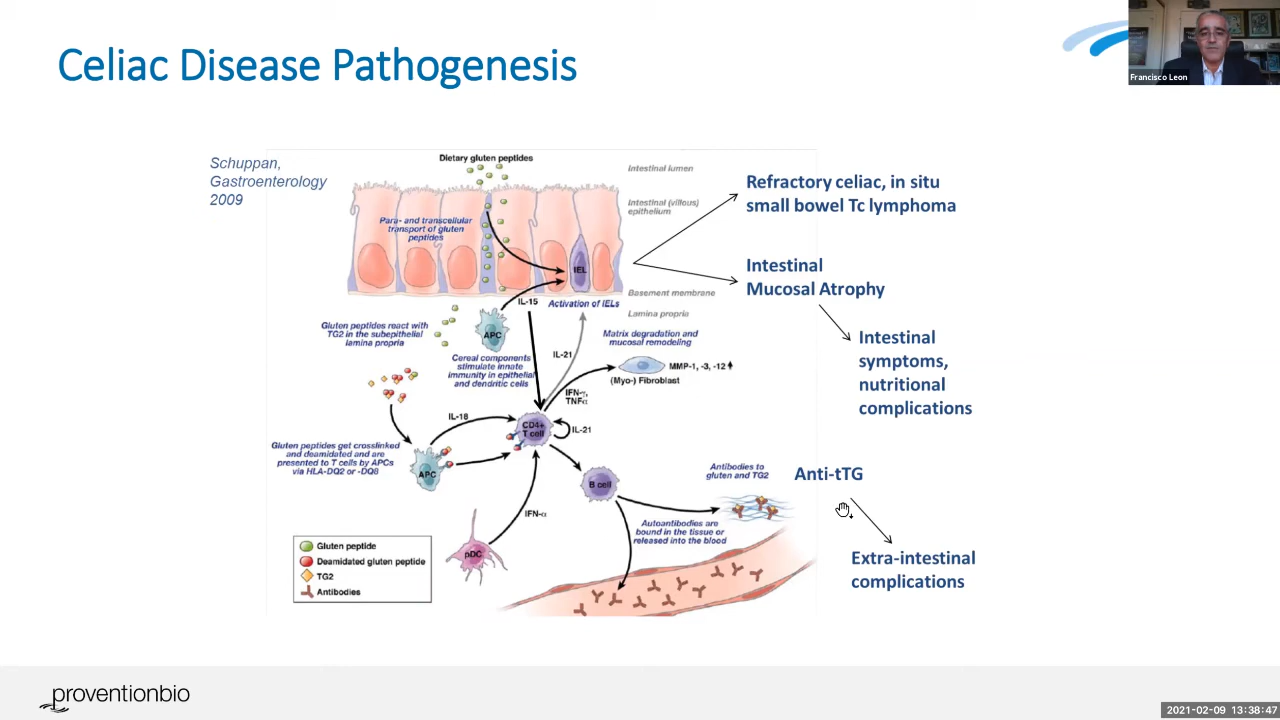 Celiac Disease Pathogenesis
Francisco Leon
Schuppan,
Gastroenterology
2009
Dietary gluten peptides
Intestinal lumen
Intestinal (villous)
epithelium
Para- and transcellular
transport of gluten
peptides
IEL
Basement membrane
IL-15
Activation of IELs
Lamina propria
Gluten peptides react with
TG2 in the subepithelial
lamina propria
APC
Cereal components
stimulate innate
immunity in epithelial
and dendritic cells
IL-21
Matrix degradation and
mucosal remodeling
MMP-1, -3, -12
(Myo-) Fibroblast
IFN-γ,
TNFα
IL-18
CD4+
T cell
IL-21
Gluten peptides get crosslinked
and deamidated and are
presented to T cells by APCs
via HLA-DQ2 or -DQ8
APC
B cell
Antibodies to
gluten and TG2
IFN-α
pDC
Autoantibodies are
bound in the tissue or
released into the blood
Gluten peptide
Deamidated gluten peptide
TG2
Antibodies
Refractory celiac, in situ
small bowel Tc lymphoma
Intestinal
Mucosal Atrophy
Intestinal
symptoms,
nutritional
complications
Anti-tTG
Extra-intestinal
complications
proventionbio
2021-02-09 13:38:47